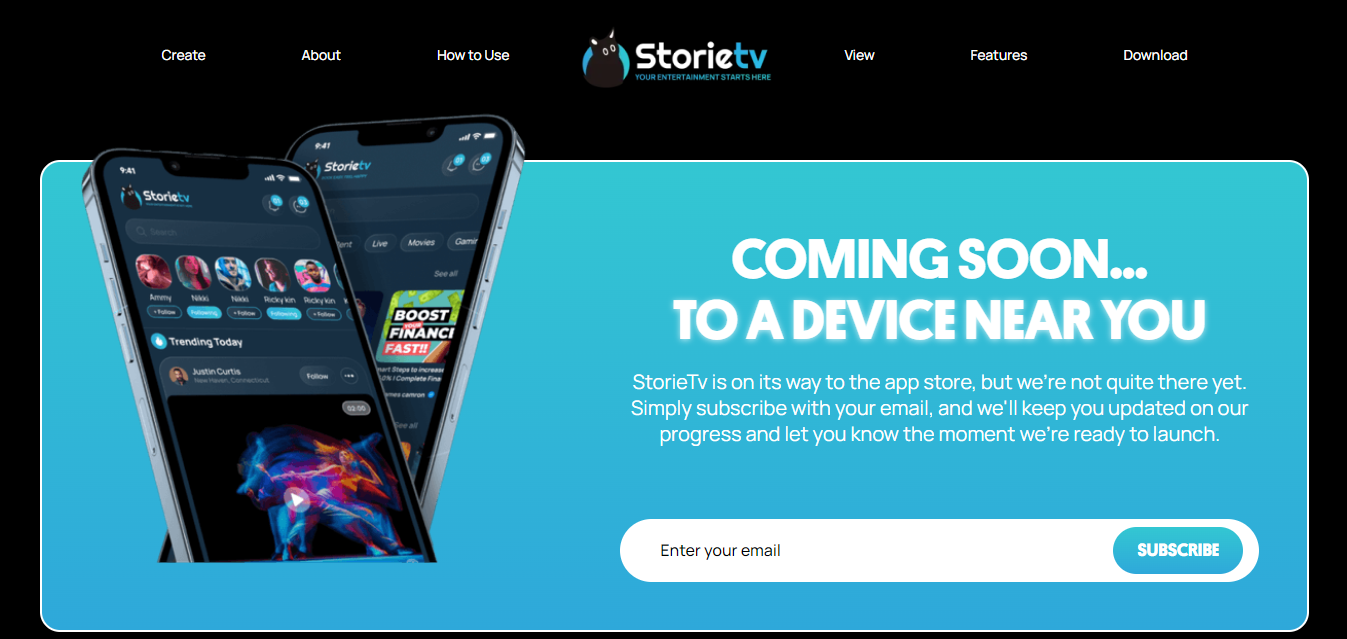 Create
About
How to Use
Storietv
YOUR ENTERTAINMENT STARTS HERE
View
Features
Download
9:41
Storietv
Search
Ammy
Nikki
Nikki
Ricky kin
Ricky kin
+ Follow
Following
+ Follow
Following
+ Follow
Trending Today
Justin Curtis
New Haven, Connecticut
Follow
02:00
9:41
Storietv
Live
Movies
See all
BOOST
YOUR
FINANCE
FAST!!
See all
COMING SOON...
TO A DEVICE NEAR YOU
StorieTv is on its way to the app store, but we're not quite there yet.
Simply subscribe with your email, and we'll keep you updated on our
progress and let you know the moment we're ready to launch.
Enter your email
SUBSCRIBE